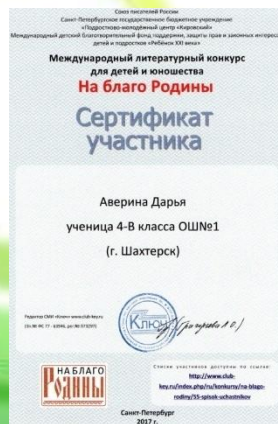 Союз писателей России
Санкт-Петербургское государственное бюджетное учреждение
«Подростково-молодёжный центр «Кировский»
Международный детский благотворительный фонд поддержки, защиты прав и законных интересов
детей и подростков «Ребёнок XXI века»
Международный литературный конкурс
для детей и юношества
На благо Родины
Сертификат
участника
Аверина Дарья
ученица 4-В класса ОШ№1
(г. Шахтерск)
Редактор СМИ «Ключ» www.club-key.ru
Ключ
НА БЛАГО
РОДИНЫ
Список участников доступен по ссылке:
http://www.club-
key.ru/index.php/ru/konkursy/na-blago-
rodiny/55-spisok-uchastnikov
Санкт-Петербург
2017 г.